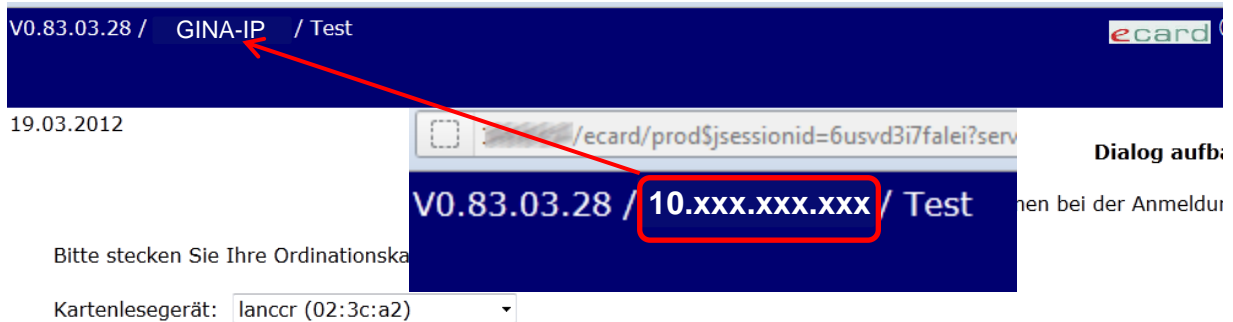 V0.83.03.28 / GINA-IP / Test
ecard
19.03.2012
/ecard/prod$jsessionid=6usvd3i7falei?serv
Dialog aufba
V0.83.03.28 / 10.xxx.xxx.xxx / Test
nen bei der Anmeldur
Bitte stecken Sie Ihre Ordinationska
Kartenlesegerät: lanccr (02:3c:a2)